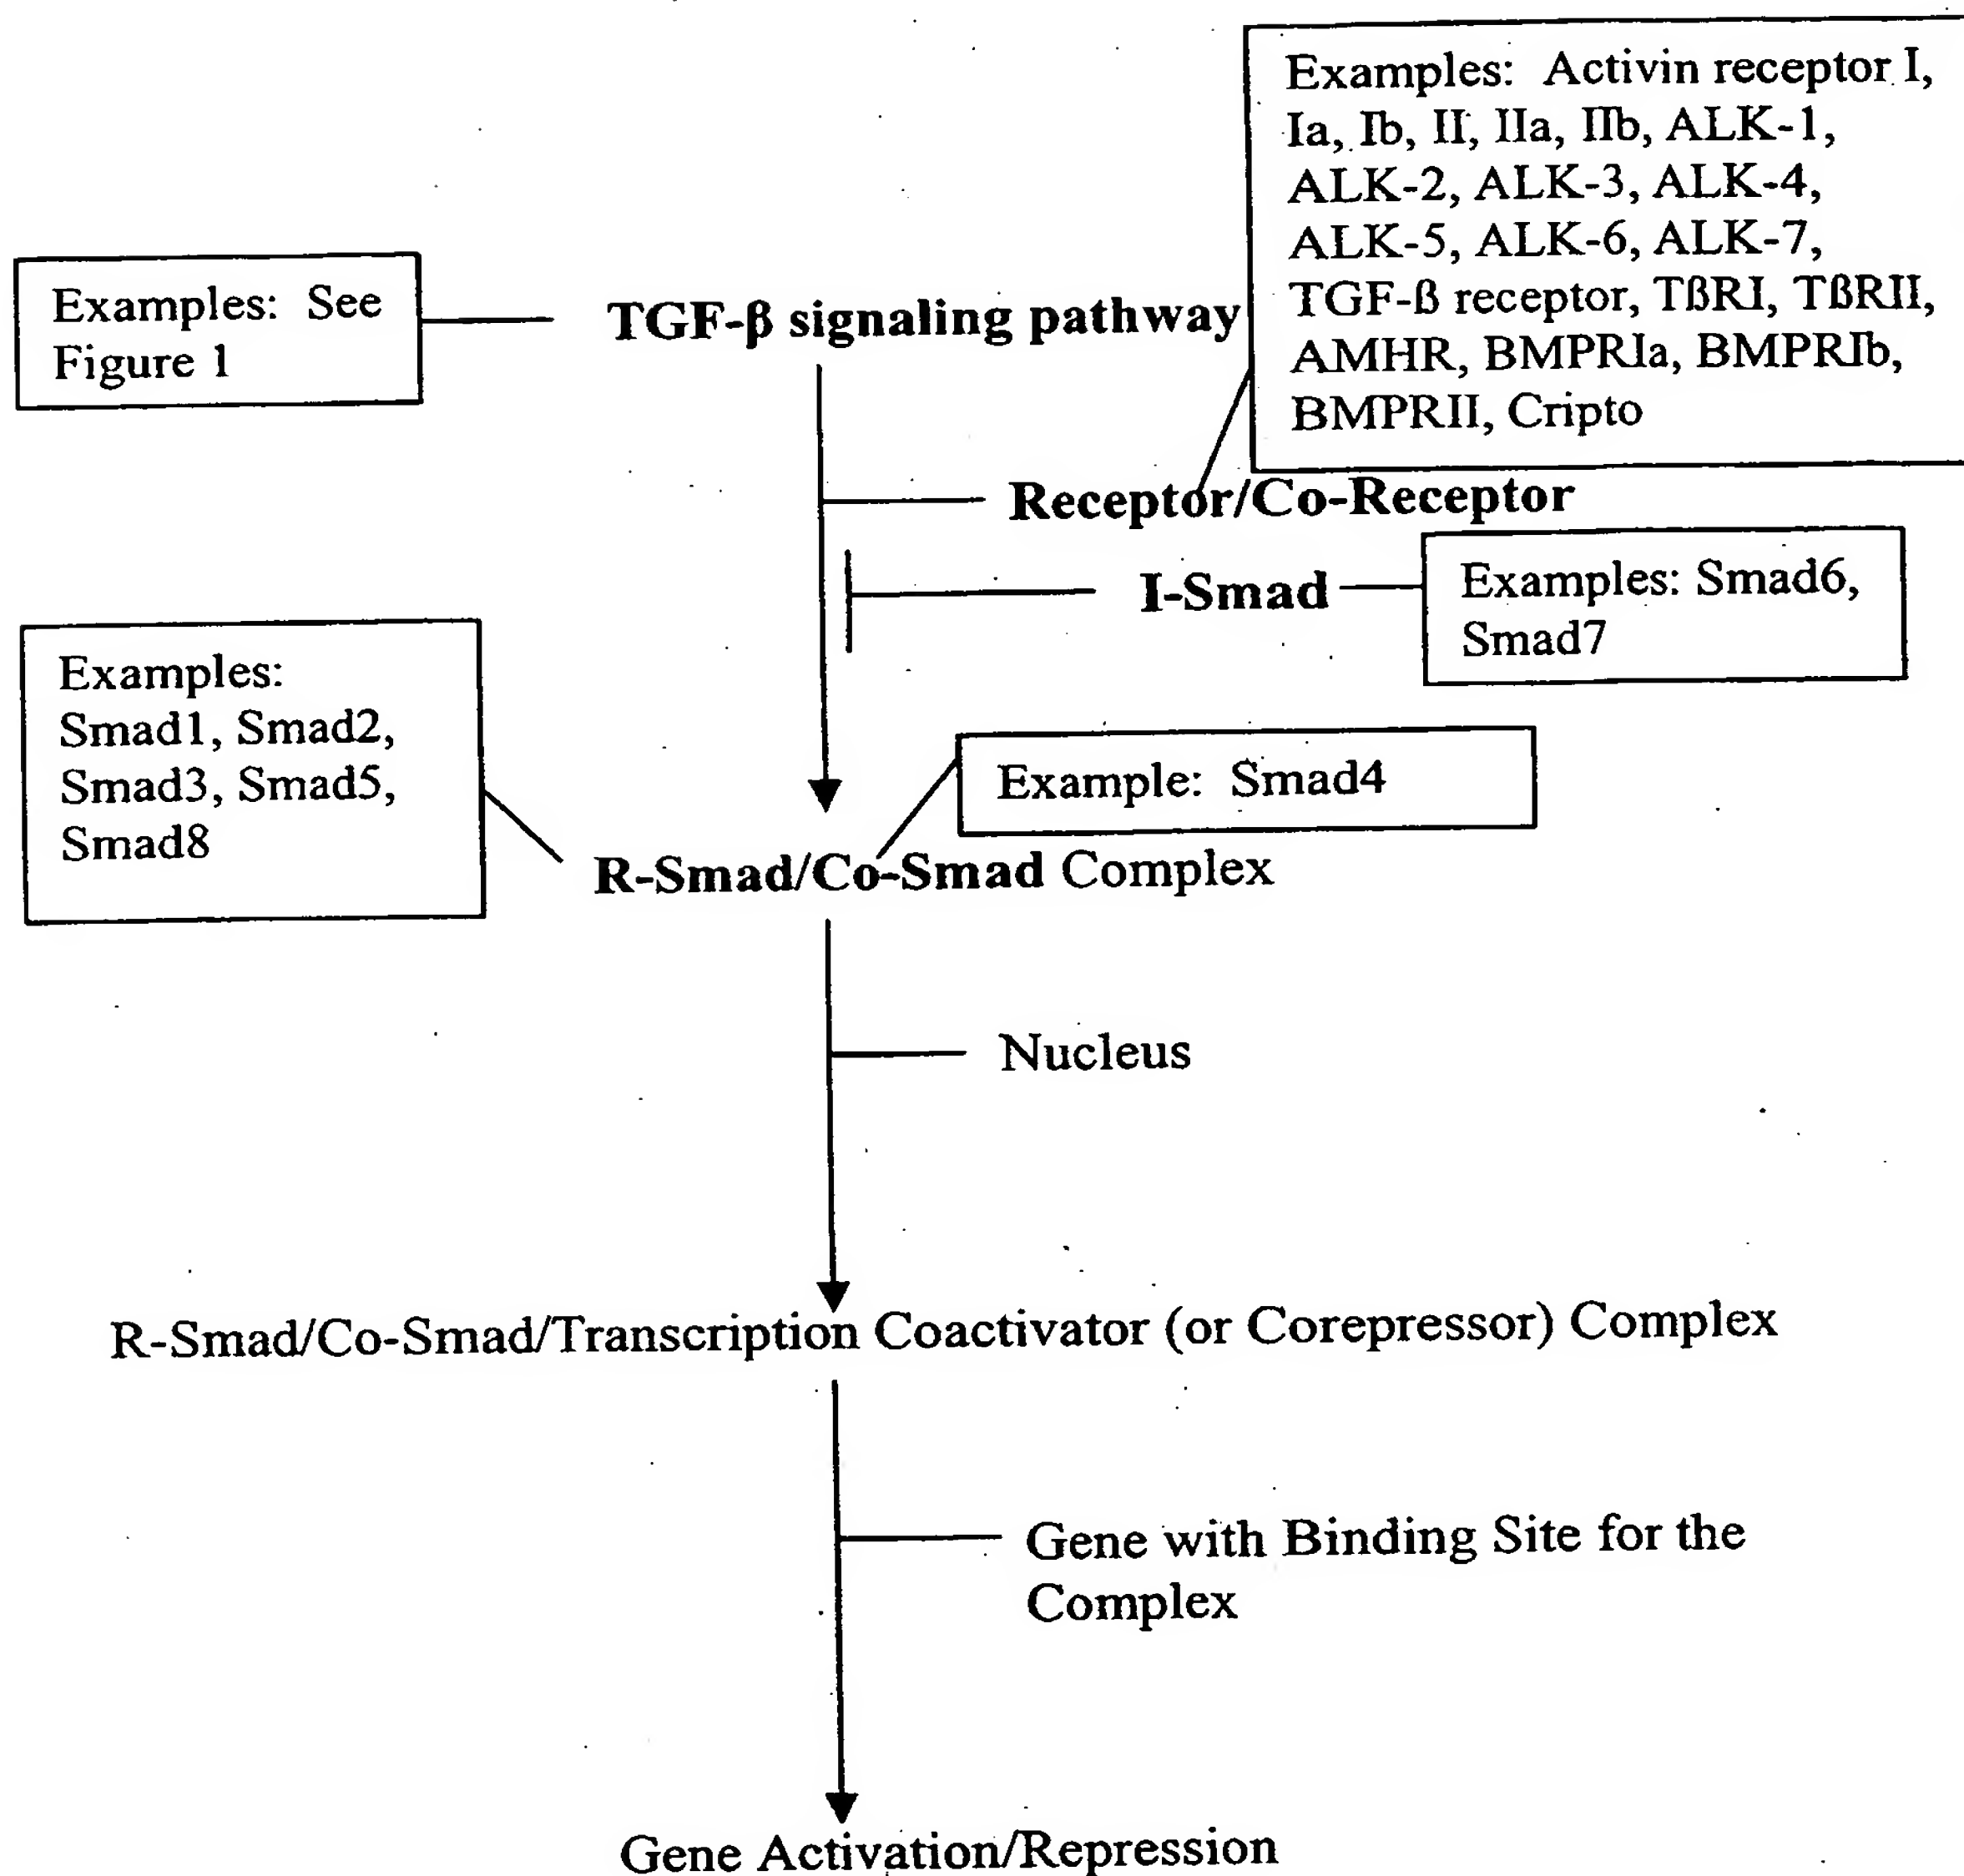 Examples: Activin receptor I,
Ia, Ib, II, IIa, IIb, ALK-1,
ALK-2, ALK-3, ALK-4,
ALK-5, ALK-6, ALK-7,
TGF-ß receptor, TßRI, TßRII,
AMHR, BMPRIa, BMPRIb,
BMPRII, Cripto
Examples: See
Figure 1
TGF-β signaling pathway
Receptor/Co-Receptor
I-Smad
Examples: Smad6,
Smad7
Examples:
Smad1, Smad2,
Smad3, Smad5,
Smad8
Example: Smad4
R-Smad/Co-Smad Complex
Nucleus
R-Smad/Co-Smad/Transcription Coactivator (or Corepressor) Complex
Gene with Binding Site for the
Complex
Gene Activation/Repression